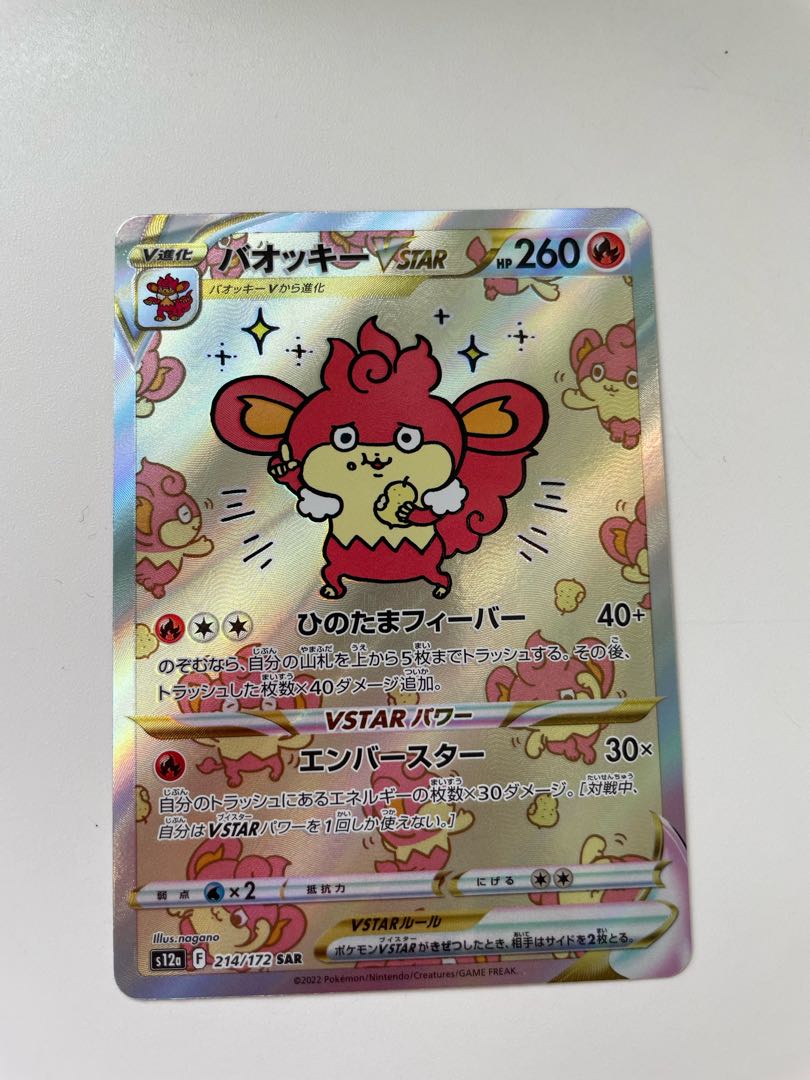 V進化 バオッキー VSTAR HP 260
バオッキーVから進化
ひのたまフィーバー 40+
のぞむなら、自分の山札を上から5枚までトラッシュする。その後、
トラッシュした枚数×40ダメージ追加。
VSTARパワー
エンバースター 30×
自分のトラッシュにあるエネルギーの枚数×30ダメージ。[対戦中、
自分はVSTARパワーを1回しか使えない。]
弱点 ×2 抵抗力 にげる
VSTARルール
ポケモンVSTARがきぜつしたとき、相手はサイドを2枚とる。
Illus.nagano
s12a F 214/172 SAR
©2022 Pokémon/Nintendo/Creatures/GAME FREAK.